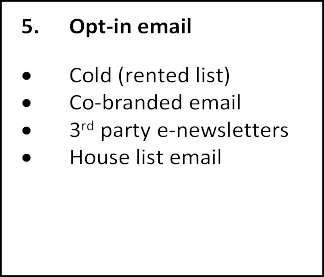 5. Opt-in email
• Cold (rented list)
• Co-branded email
• 3rd party e-newsletters
• House list email